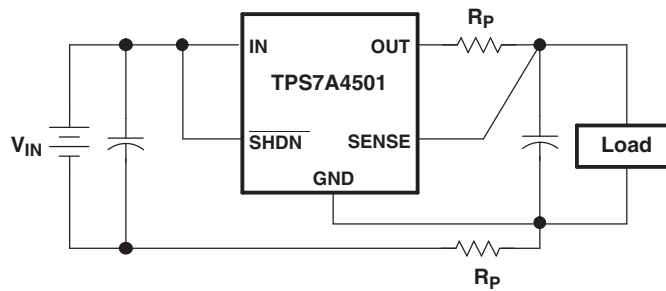 R_P
IN
OUT
TPS7A4501
V_IN
SHDN
SENSE
Load
GND
R_P